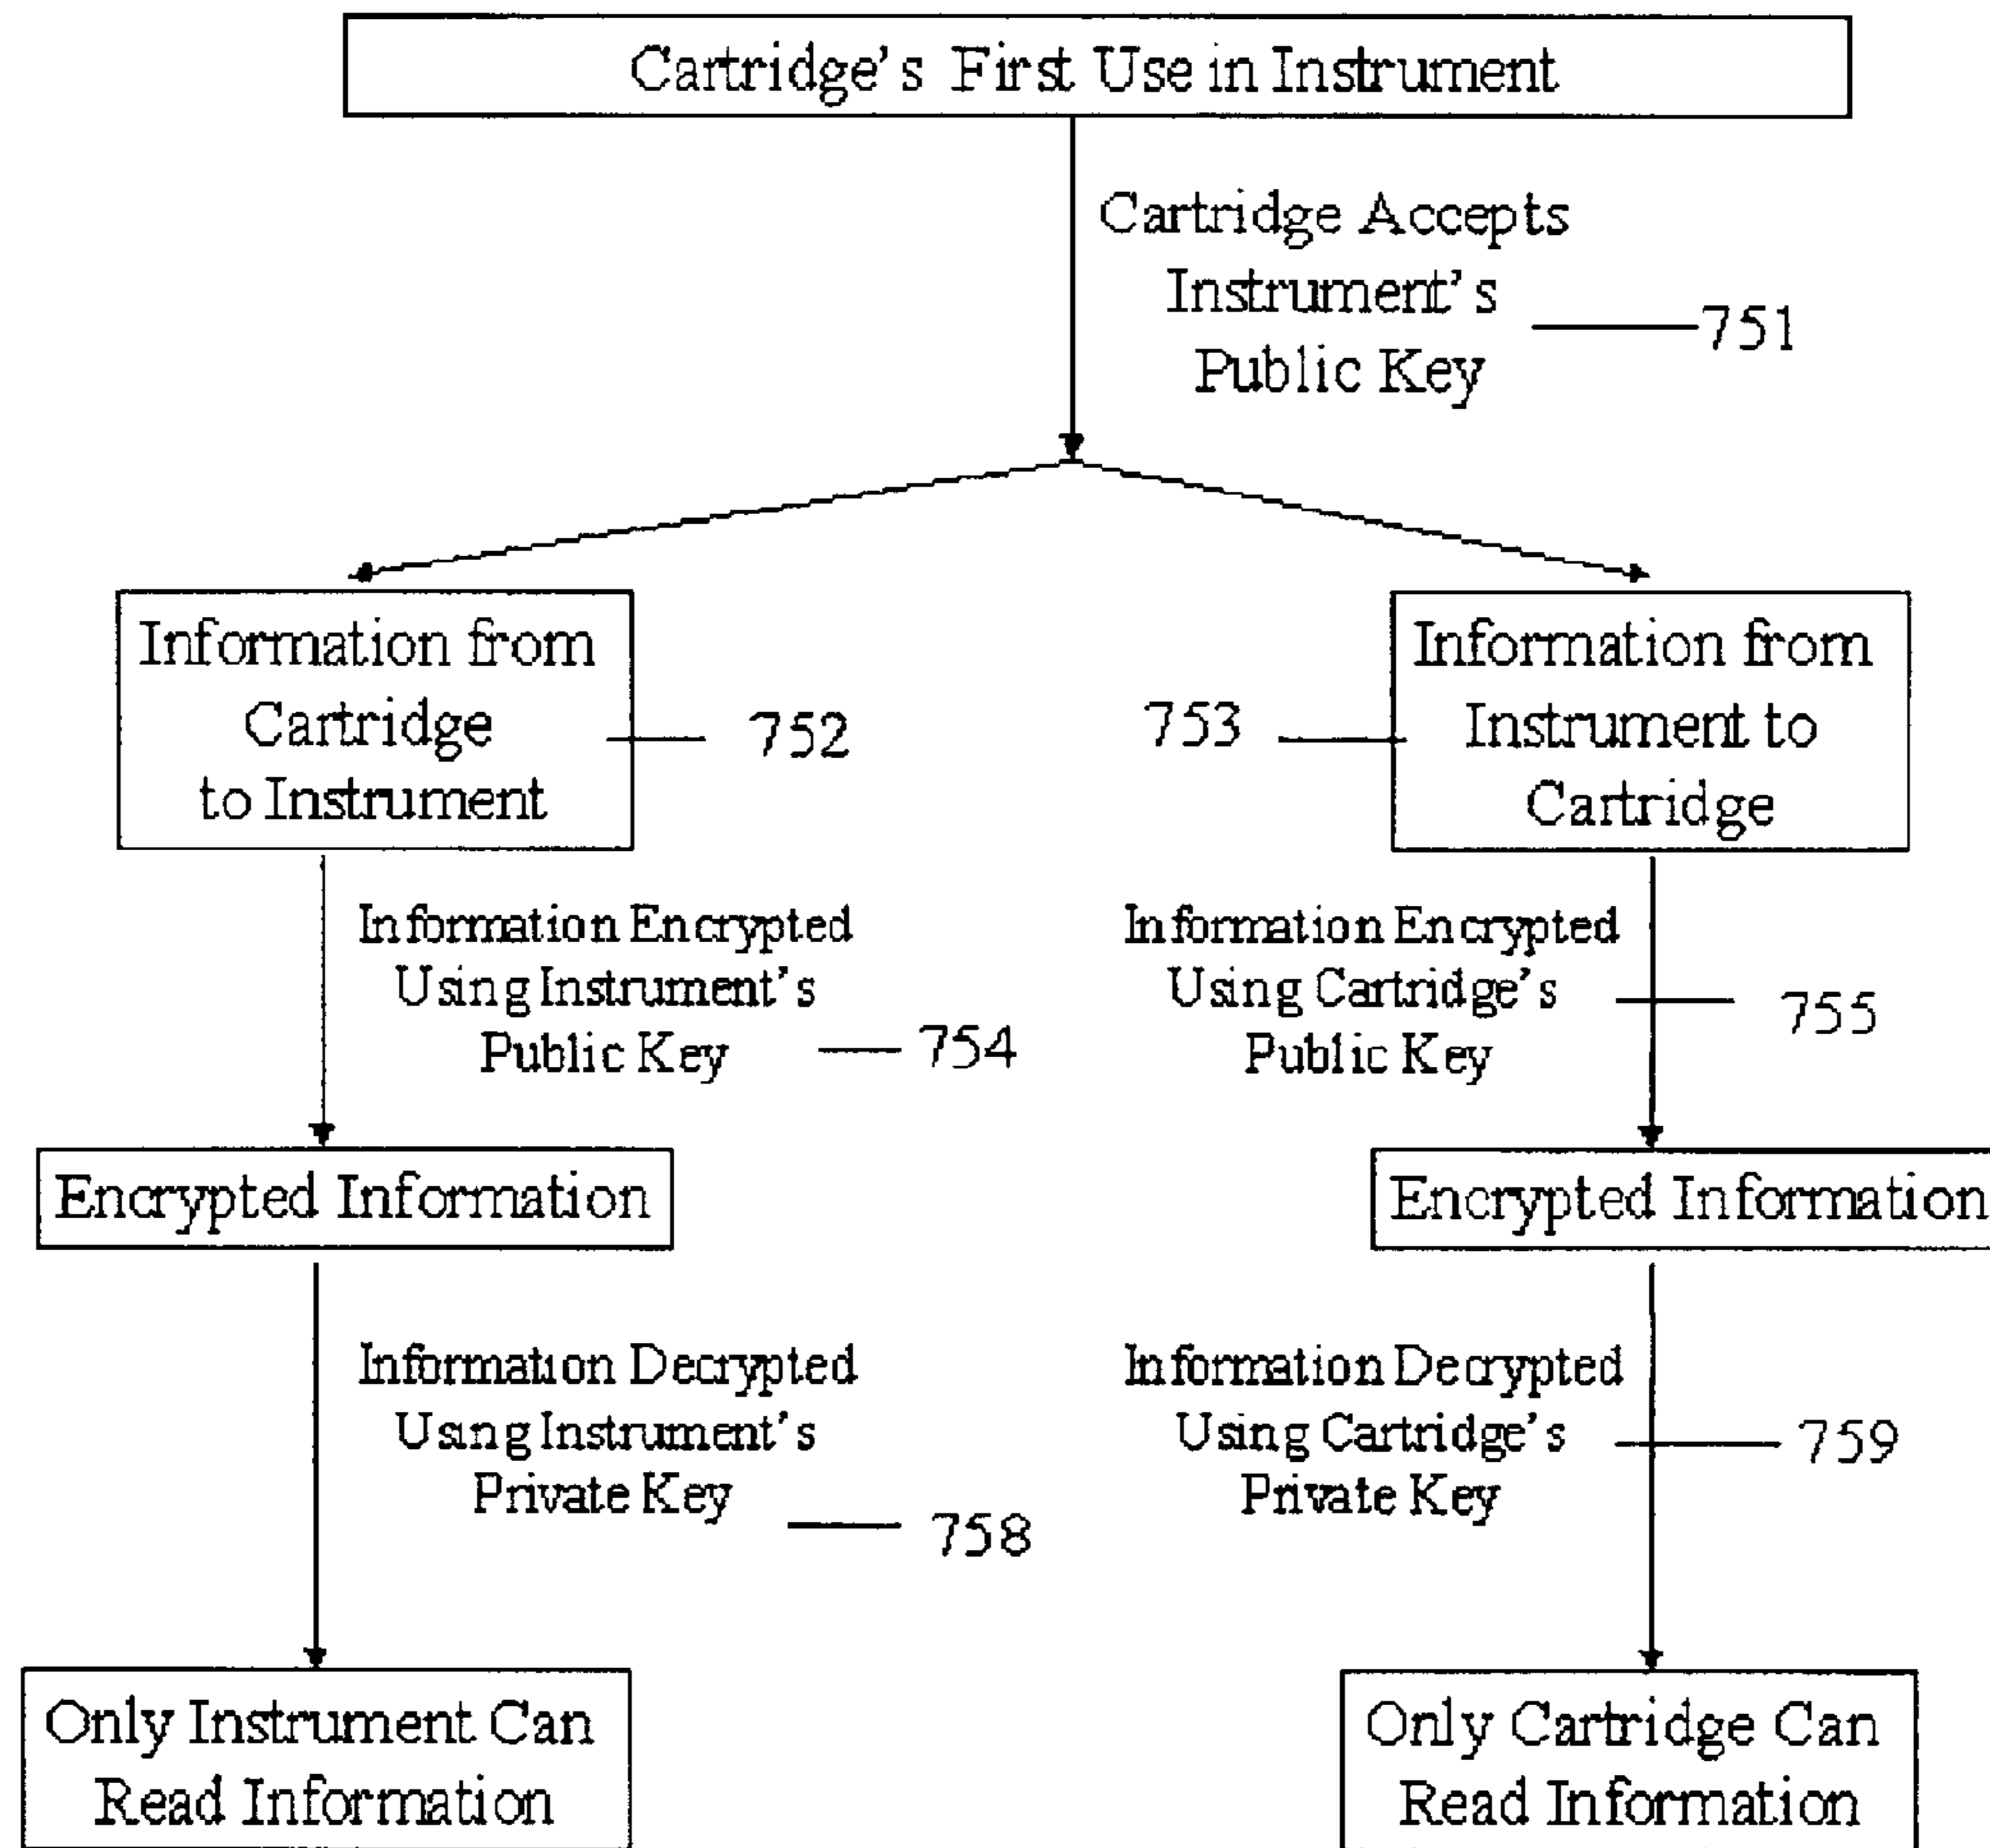 Cartridge's First Use in Instrument
Cartridge Accepts
Instrument's
Public Key
751
Information from
Cartridge
to Instrument
752
753
Information from
Instrument to
Cartridge
Information Encrypted
Using Instrument's
Public Key
754
Information Encrypted
Using Cartridge's
Public Key
755
Encrypted Information
Encrypted Information
Information Decrypted
Using Instrument's
Private Key
758
Information Decrypted
Using Cartridge's
Private Key
759
Only Instrument Can
Read Information
Only Cartridge Can
Read Information